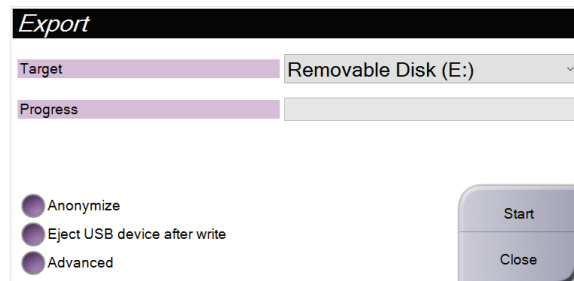 Export
Target
Removable Disk (E:)
Progress
Anonymize
Eject USB device after write
Advanced
Start
Close